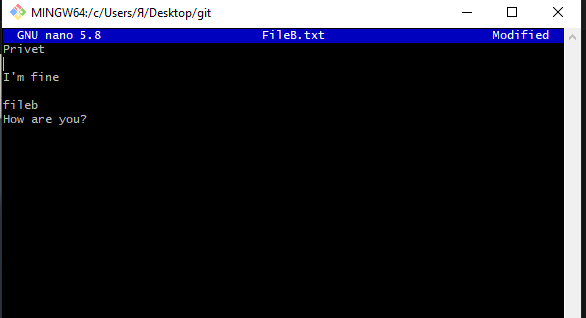 MINGW64:/c/Users/Я/Desktop/git
GNU nano 5.8 FileB.txt Modified
Privet
I'm fine
fileb
How are you?